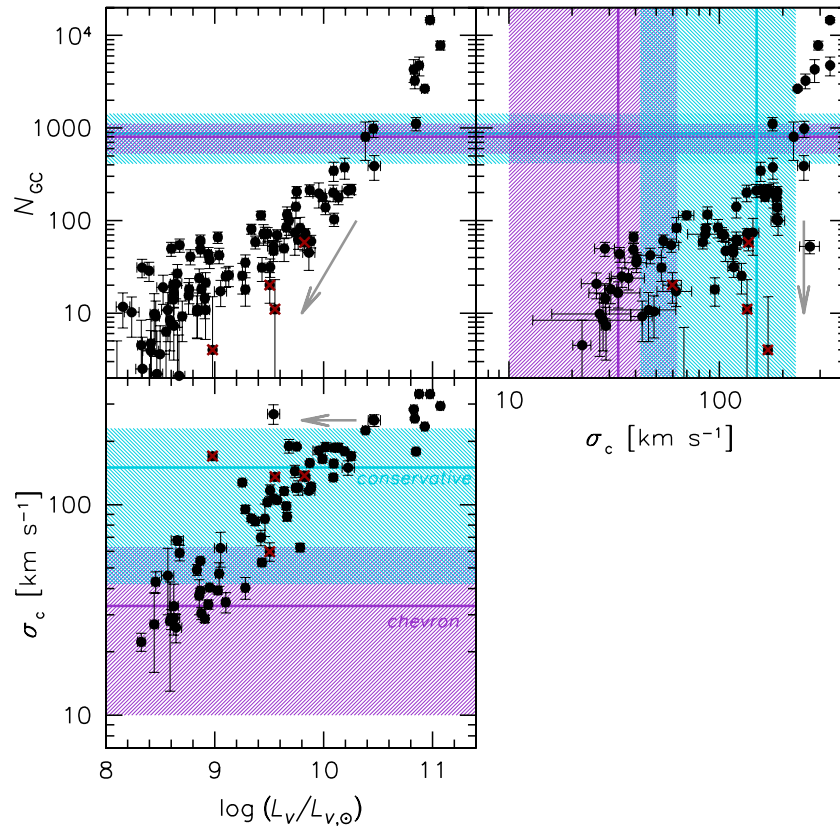 10⁴
1000
100
10
N_GC
10
100
σ_c [km s⁻¹]
100
10
σ_c [km s⁻¹]
conservative
chevron
8
9
10
11
log (L_V/L_V,⊙)